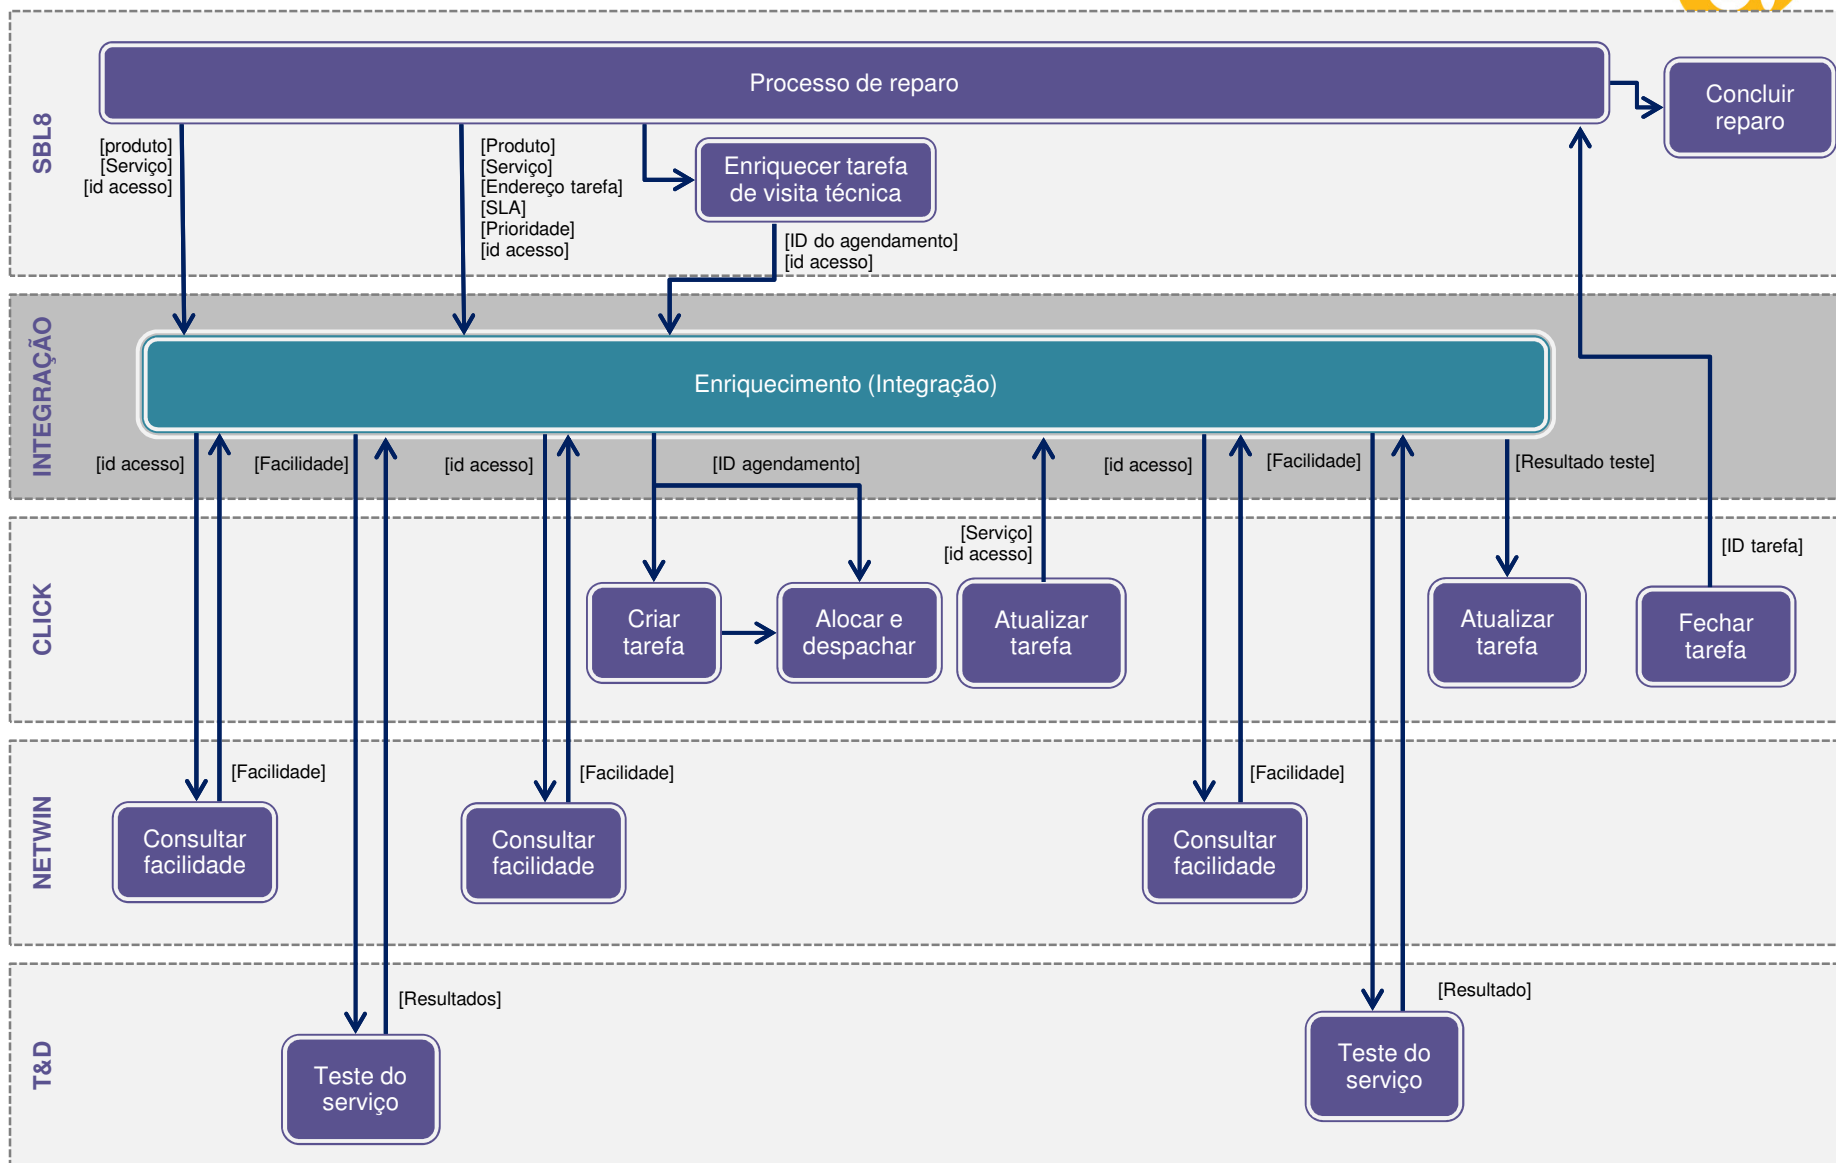 SBL8
Processo de reparo
Concluir
reparo
[produto]
[Serviço]
[id acesso]
[Produto]
[Serviço]
[Endereço tarefa]
[SLA]
[Prioridade]
[id acesso]
Enriquecer tarefa
de visita técnica
[ID do agendamento]
[id acesso]
INTEGRAÇÃO
Enriquecimento (Integração)
[id acesso]
[Facilidade]
[id acesso]
[ID agendamento]
[id acesso]
[Facilidade]
[Resultado teste]
CLICK
[Serviço]
[id acesso]
[ID tarefa]
Criar
tarefa
Alocar e
despachar
Atualizar
tarefa
Atualizar
tarefa
Fechar
tarefa
NETWIN
[Facilidade]
[Facilidade]
[Facilidade]
Consultar
facilidade
Consultar
facilidade
Consultar
facilidade
T&D
[Resultados]
[Resultado]
Teste do
serviço
Teste do
serviço